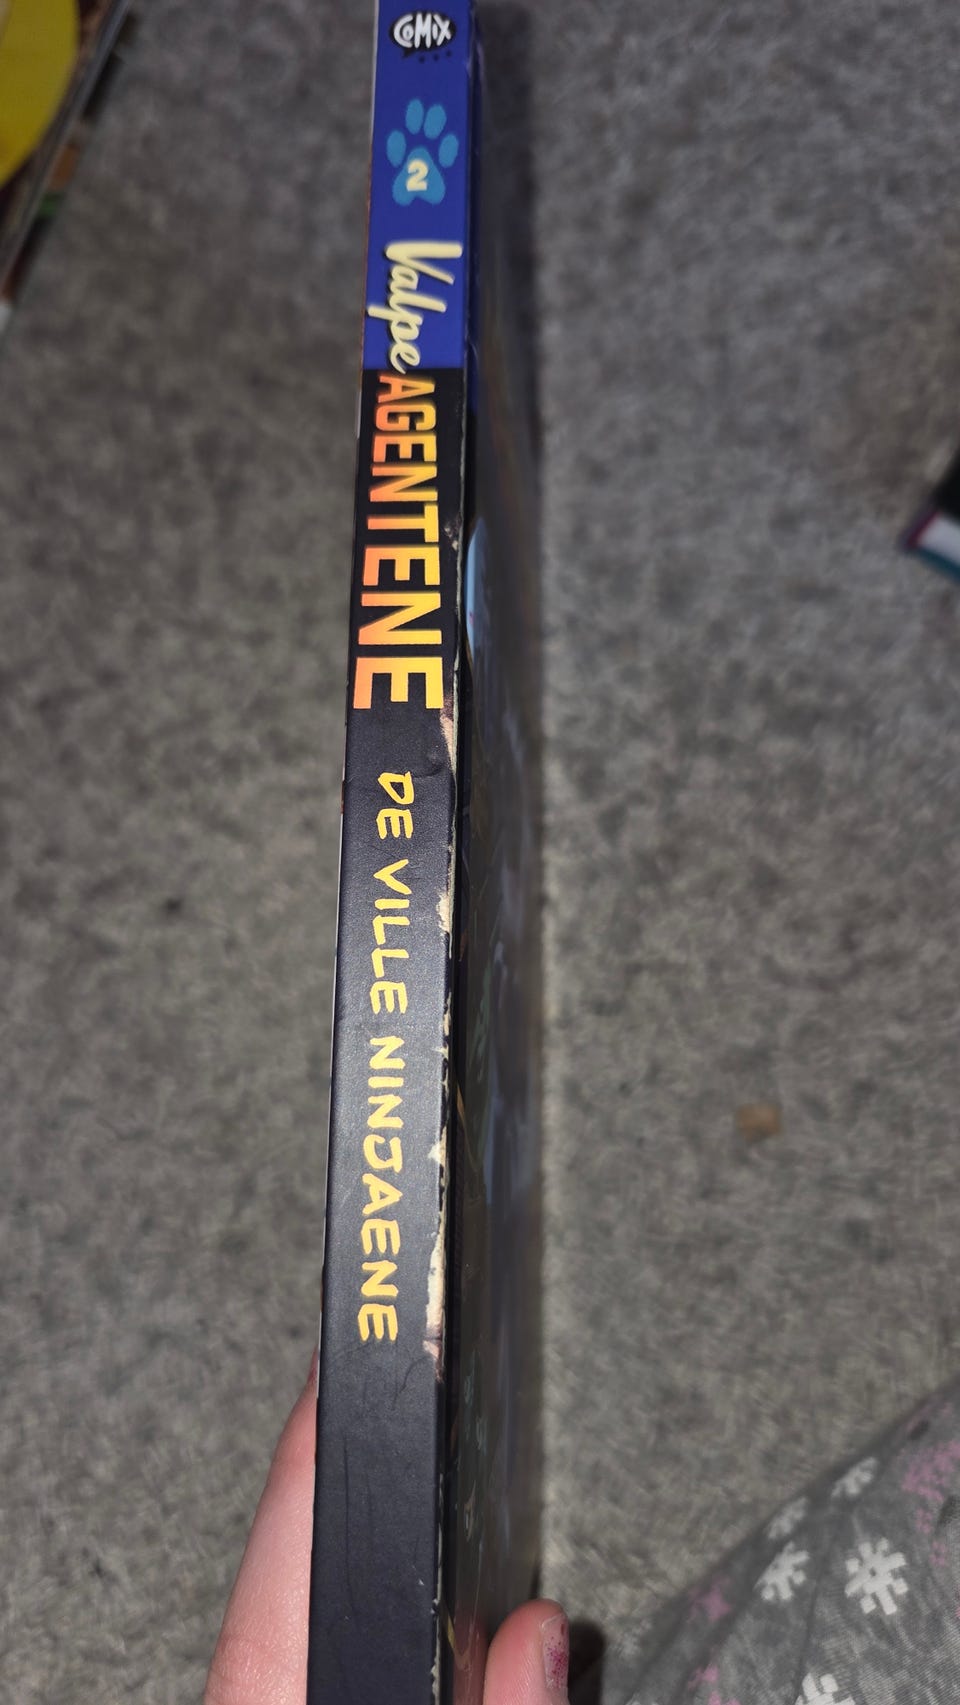 COMIX
2
Valpe
AGENTENE
DE VILLE NINJAENE